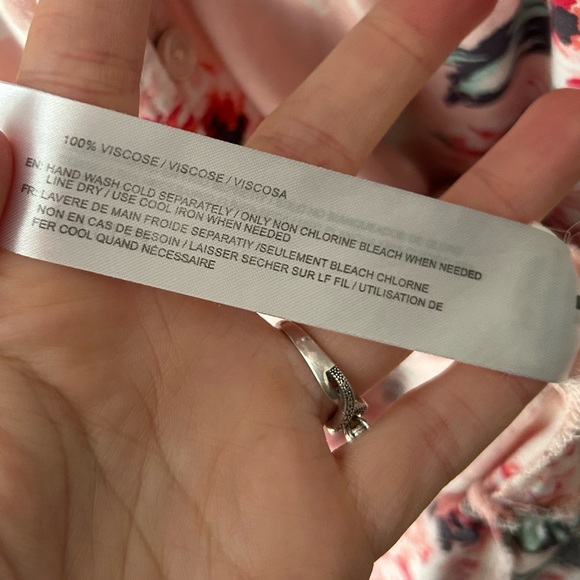 100% VISCOSE / VISCOSE / VISCOSA
EN: HAND WASH COLD SEPARATELY / ONLY NON CHLORINE BLEACH WHEN NEEDED
LINE DRY / USE COOL IRON WHEN NEEDED
FR: LAVERE DE MAIN FROIDE SEPARATIY /SEULEMENT BLEACH CHLORNE
NON EN CAS DE BESOIN / LAISSER SECHER SUR LF FIL / UTILISATION DE
FER COOL QUAND NÉCESSAIRE